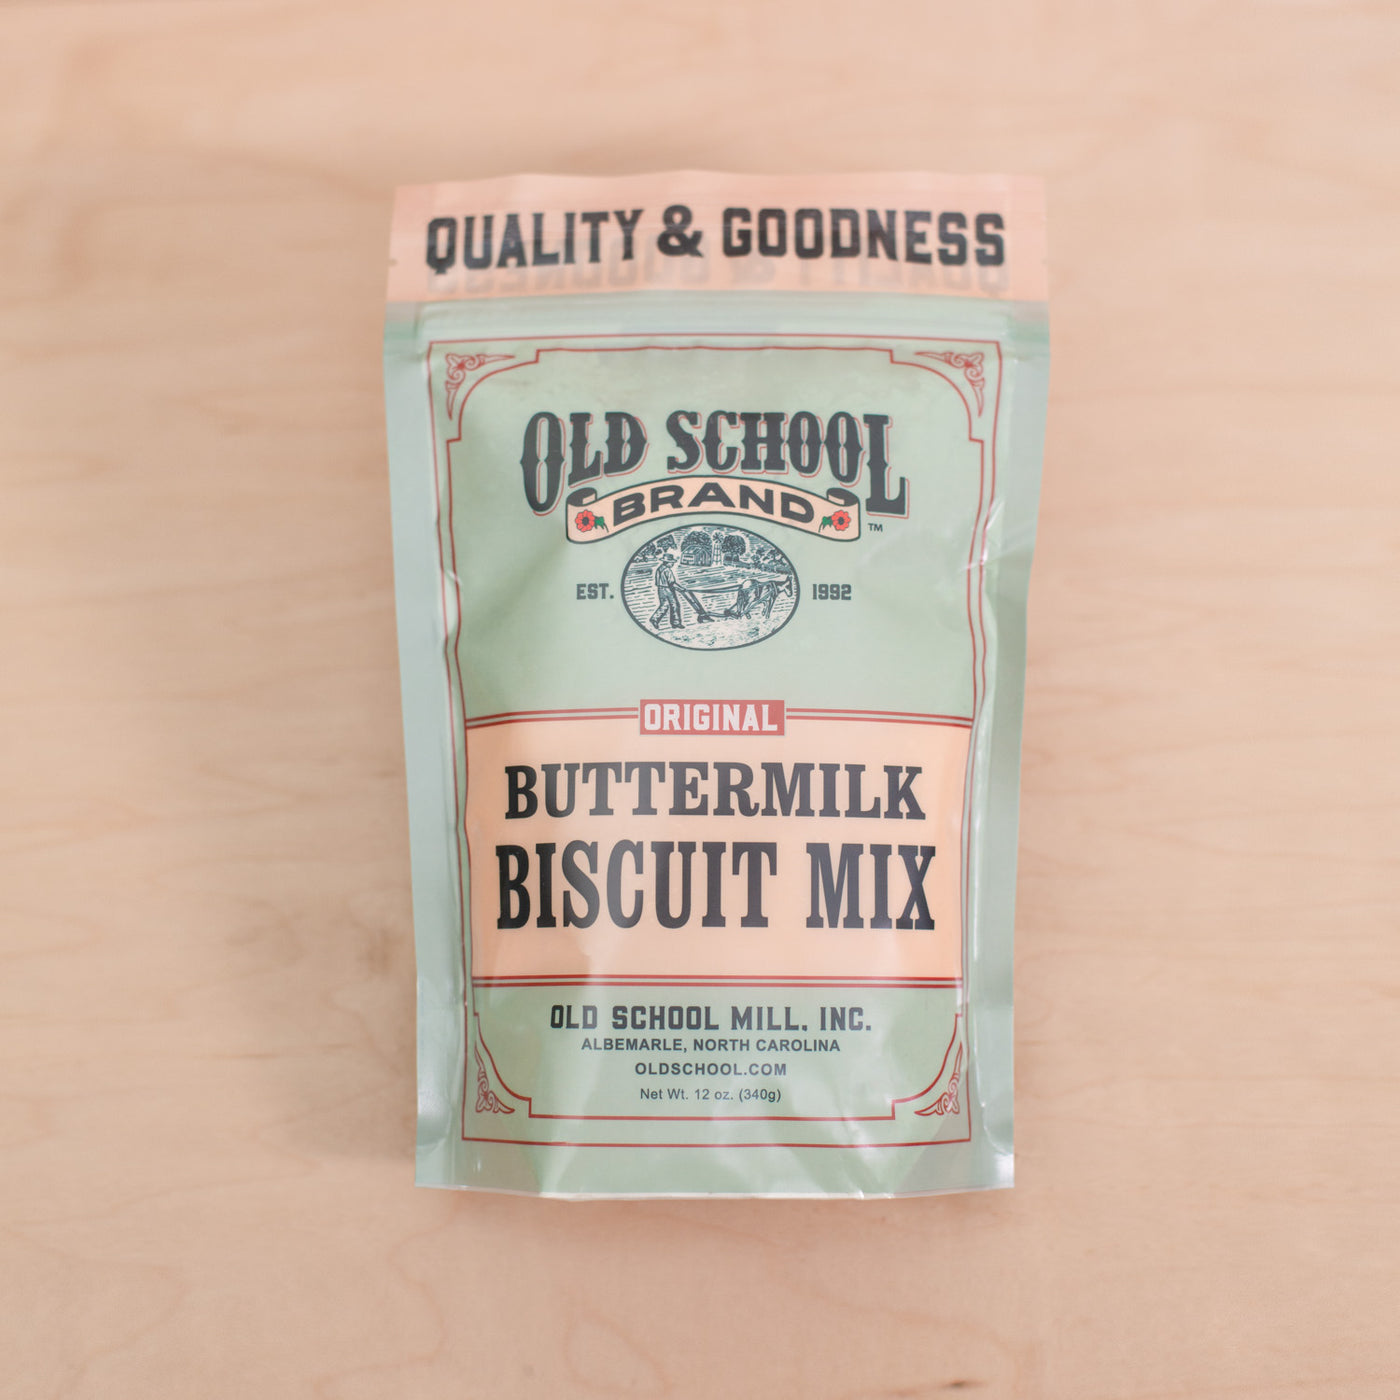 QUALITY & GOODNESS
OLD SCHOOL
BRAND
™
EST. 1992
ORIGINAL
BUTTERMILK
BISCUIT MIX
OLD SCHOOL MILL, INC.
ALBEMARLE, NORTH CAROLINA
OLDSCHOOL.COM
Net Wt. 12 oz. (340g)